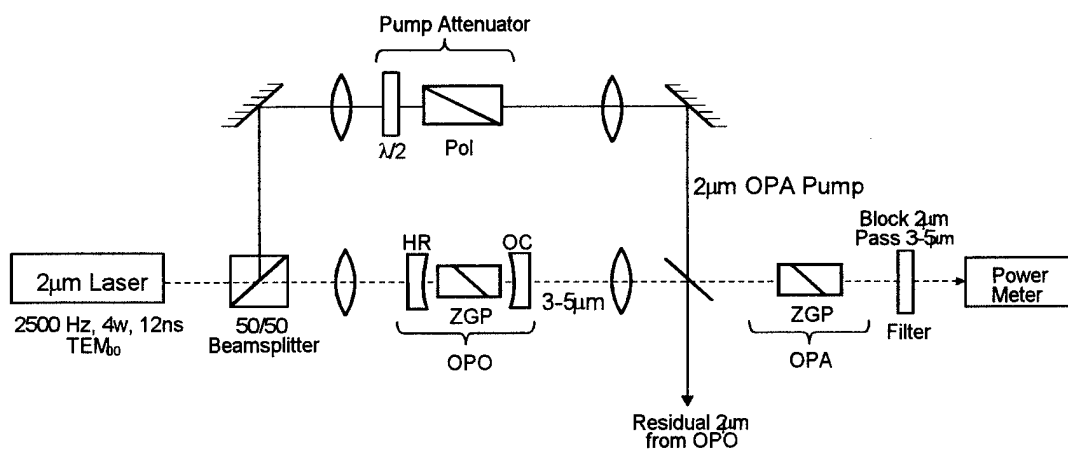 Pump Attenuator
λ/2
Pol
2μm OPA Pump
Block 2μm
Pass 3-5μm
HR
OC
2μm Laser
3-5μm
Power
Meter
ZGP
ZGP
Filter
2500 Hz, 4w, 12ns
TEM₀₀
50/50
Beamsplitter
OPO
OPA
Residual 2μm
from OPO